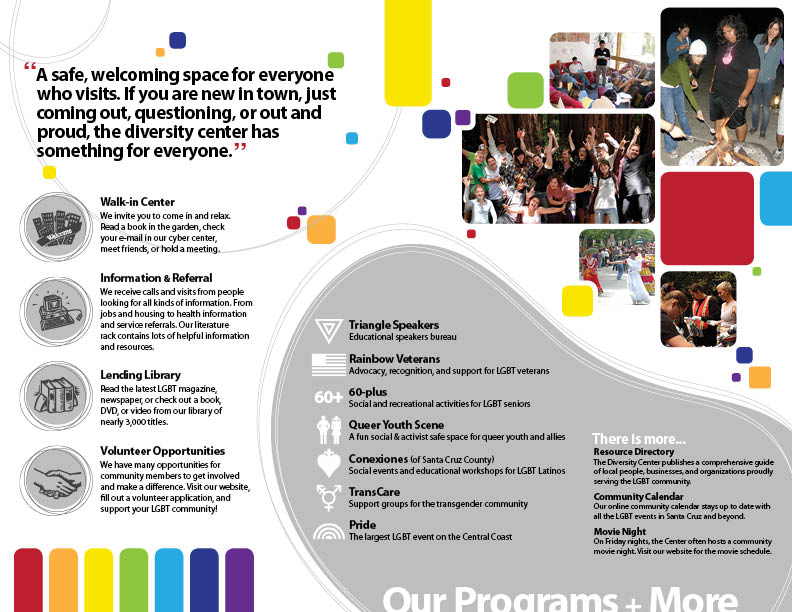 “A safe, welcoming space for everyone
who visits. If you are new in town, just
coming out, questioning, or out and
proud, the diversity center has
something for everyone.”
Walk-in Center
We invite you to come in and relax.
Read a book in the garden, check
your e-mail in our cyber center,
meet friends, or hold a meeting.
Welcome
Information & Referral
We receive calls and visits from people
looking for all kinds of information. From
jobs and housing to health information
and service referrals. Our literature
rack contains lots of helpful information
and resources.
Lending Library
Read the latest LGBT magazine,
newspaper, or check out a book,
DVD, or video from our library of
nearly 3,000 titles.
Volunteer Opportunities
We have many opportunities for
community members to get involved
and make a difference. Visit our website,
fill out a volunteer application, and
support your LGBT community!
Triangle Speakers
Educational speakers bureau
Rainbow Veterans
Advocacy, recognition, and support for LGBT veterans
60+
60-plus
Social and recreational activities for LGBT seniors
Queer Youth Scene
A fun social & activist safe space for queer youth and allies
Conexiones (of Santa Cruz County)
Social events and educational workshops for LGBT Latinos
TransCare
Support groups for the transgender community
Pride
The largest LGBT event on the Central Coast
There is more...
Resource Directory
The Diversity Center publishes a comprehensive guide
of local people, businesses, and organizations proudly
serving the LGBT community.
Community Calendar
Our online community calendar stays up to date with
all the LGBT events in Santa Cruz and beyond.
Movie Night
On Friday nights, the Center often hosts a community
movie night. Visit our website for the movie schedule.
Our Programs + More